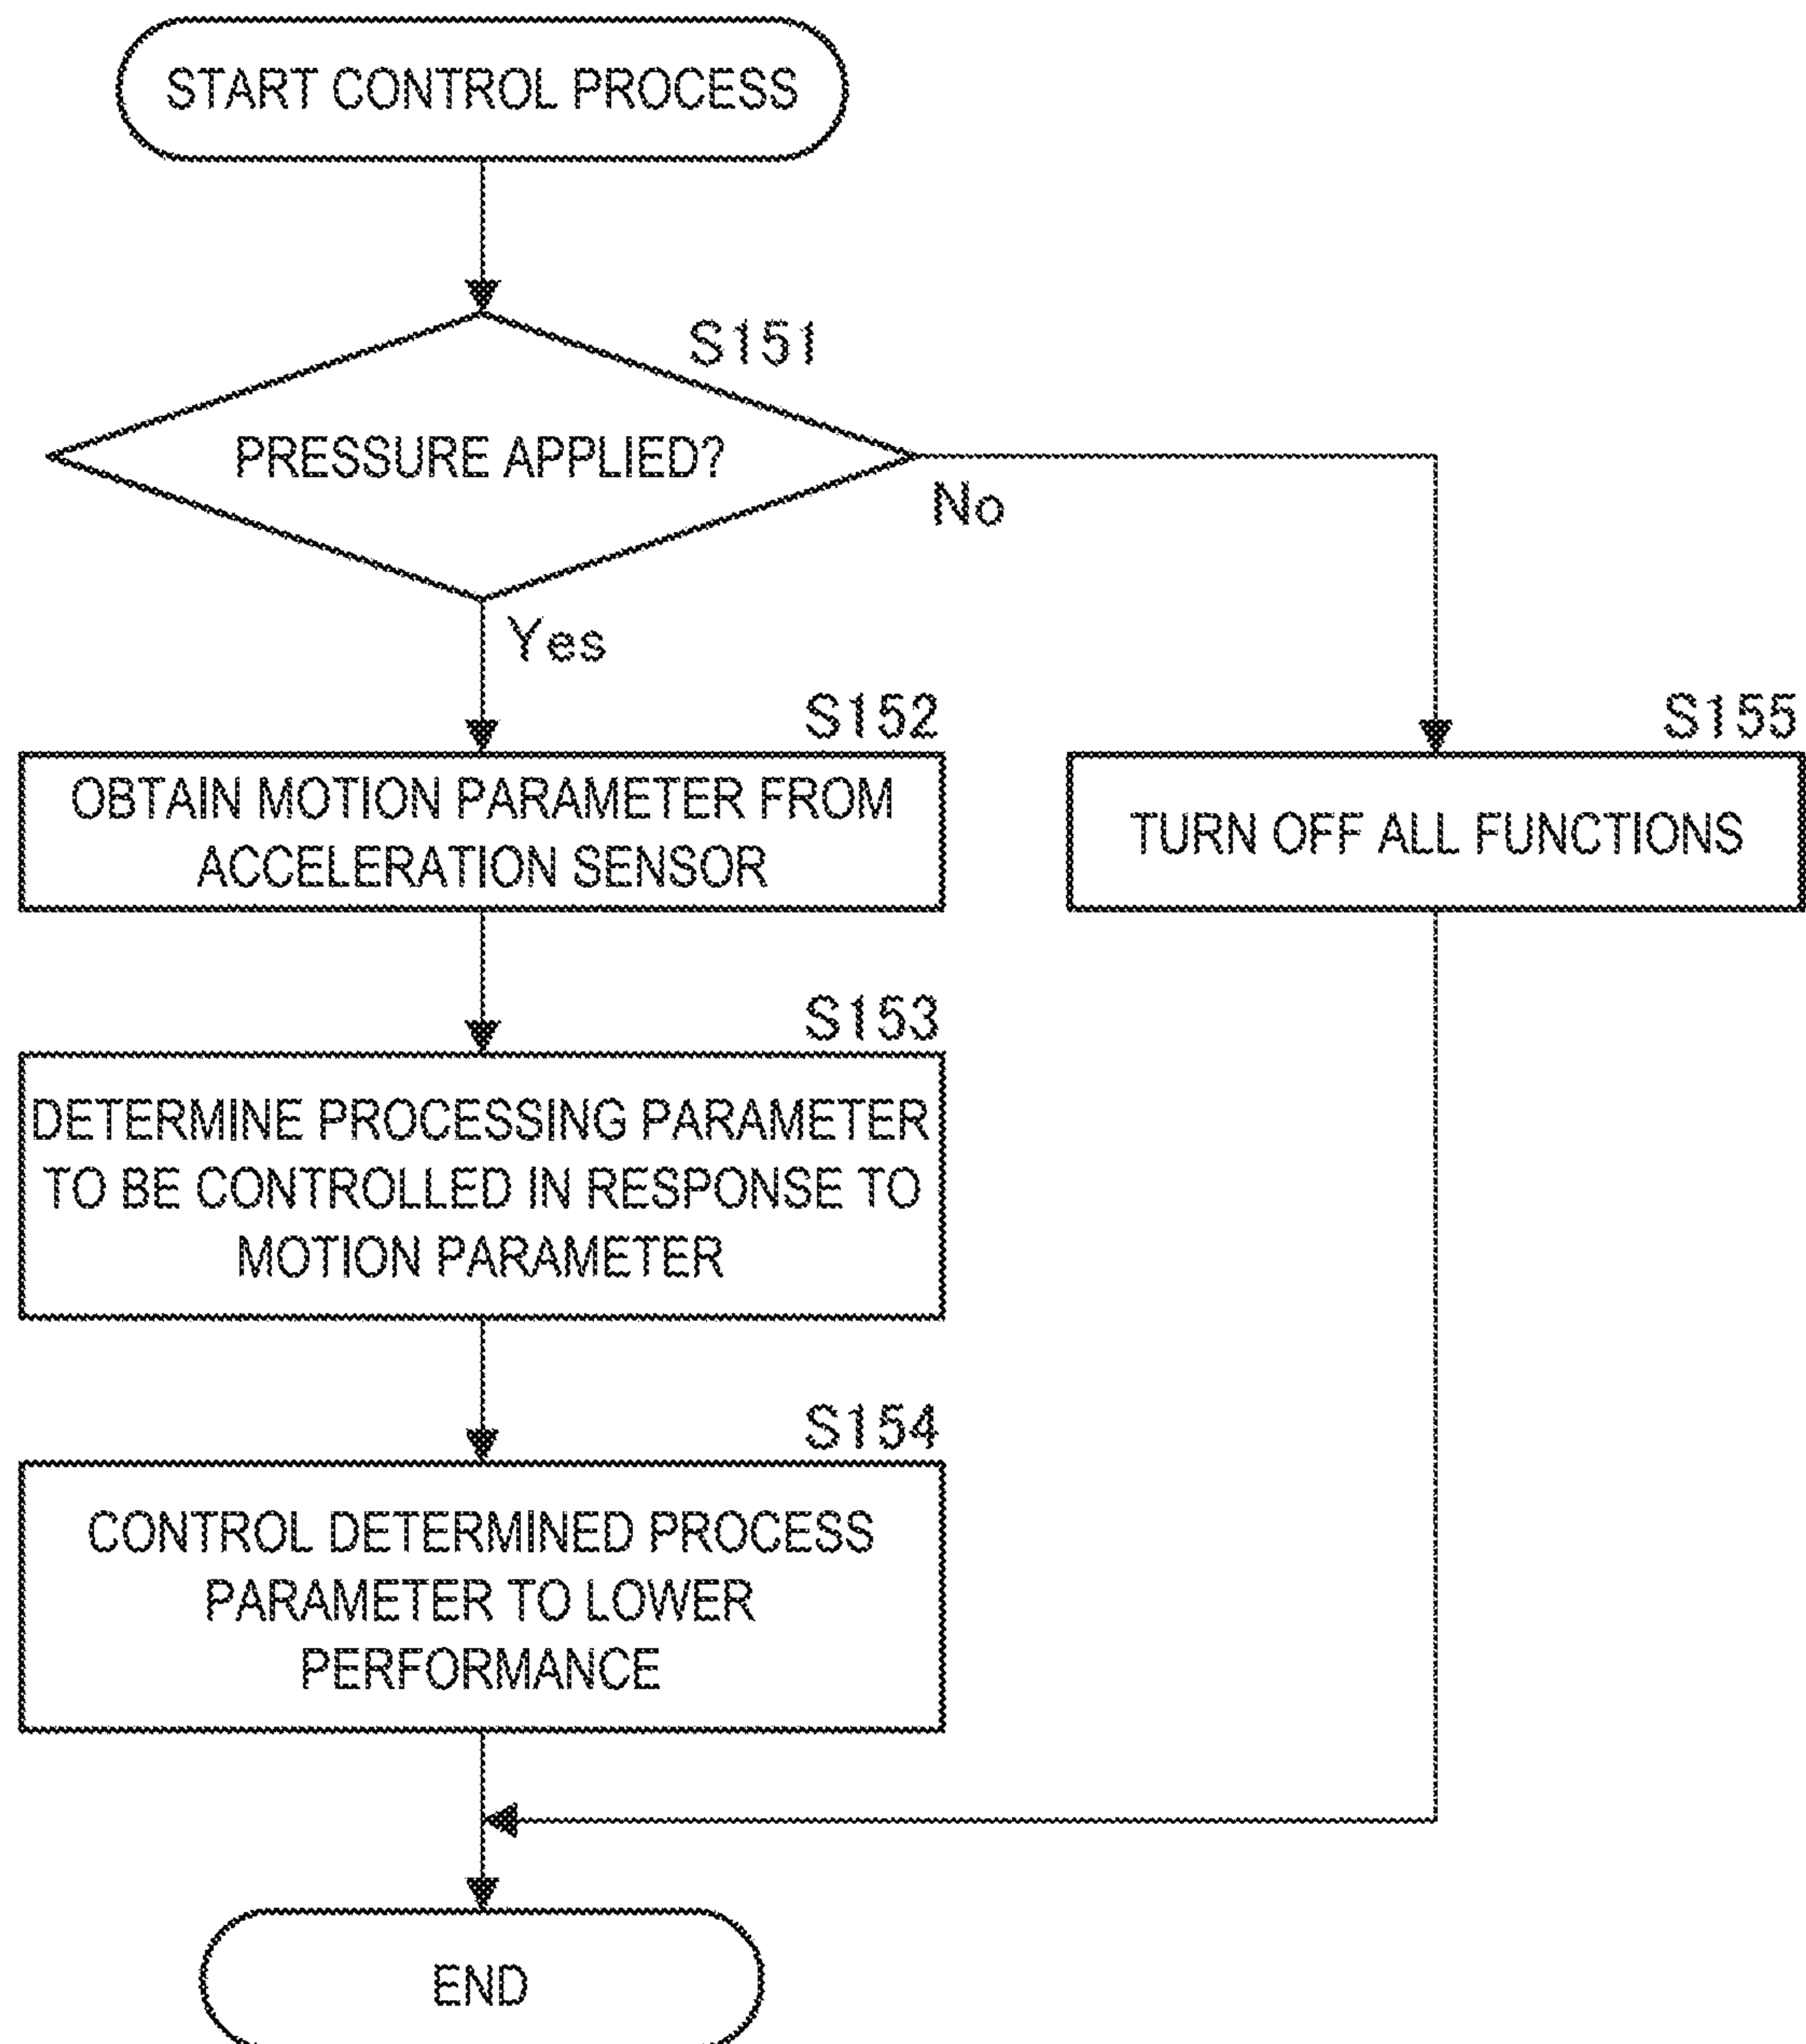 START CONTROL PROCESS
S151
PRESSURE APPLIED?
No
Yes
S152
OBTAIN MOTION PARAMETER FROM
ACCELERATION SENSOR
S155
TURN OFF ALL FUNCTIONS
S153
DETERMINE PROCESSING PARAMETER
TO BE CONTROLLED IN RESPONSE TO
MOTION PARAMETER
S154
CONTROL DETERMINED PROCESS
PARAMETER TO LOWER
PERFORMANCE
END